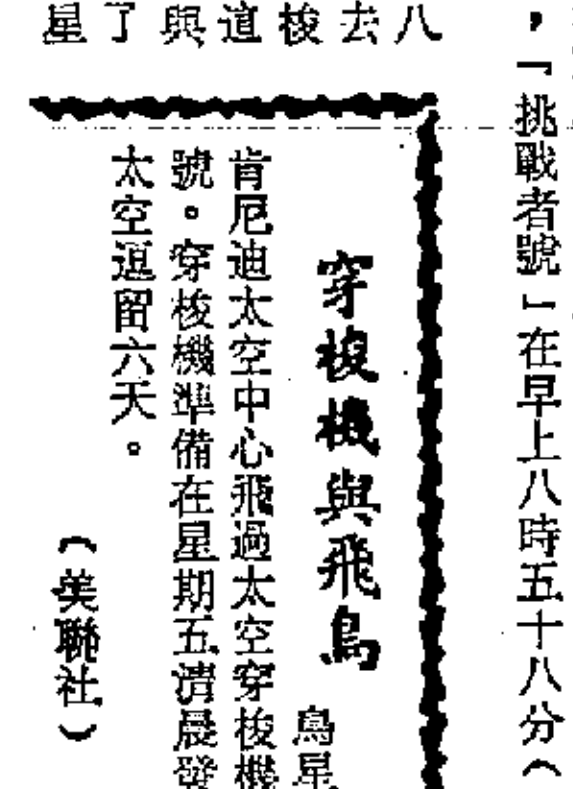 ，「挑戰者號」在早上八時五十八分（
八
去
梭
道
與
了
星
穿梭機與飛鳥
鳥星
肯尼迪太空中心飛過太空穿梭機
號。穿梭機準備在星期五清晨發
太空逗留六天。
（美聯社）